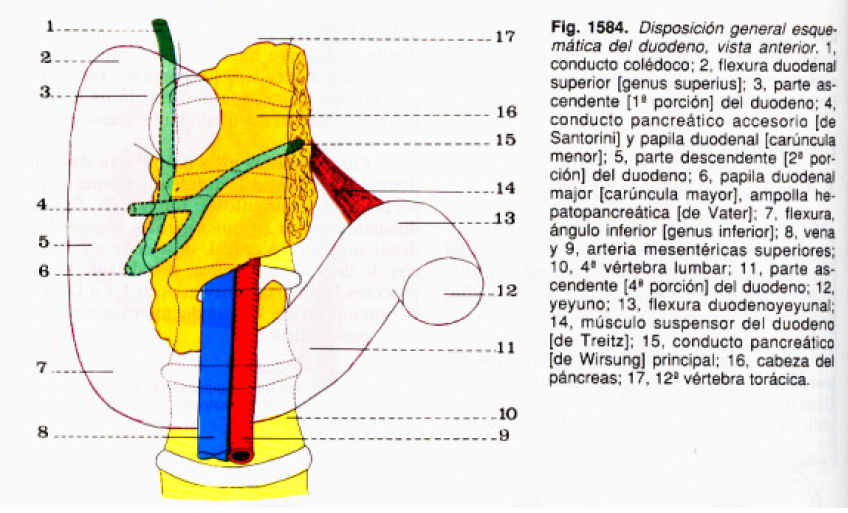 1
2
3
4
5
6
7
8
17
16
15
14
13
12
11
10
9
Fig. 1584. Disposición general esque-
mática del duodeno, vista anterior. 1,
conducto colédoco; 2, flexura duodenal
superior [genus superius]; 3, parte as-
cendente [1ª porción] del duodeno; 4,
conducto pancreático accesorio [de
Santorini] y papila duodenal [carúncula
menor]; 5, parte descendente [2ª por-
ción] del duodeno; 6, papila duodenal
major [carúncula mayor], ampolla he-
patopancreática [de Vater]; 7, flexura,
ángulo inferior [genus inferior]; 8, vena
y 9, arteria mesentéricas superiores;
10, 4ª vértebra lumbar; 11, parte as-
cendente [4ª porción] del duodeno; 12,
yeyuno; 13, flexura duodenoyeyunal;
14, músculo suspensor del duodeno
[de Treitz]; 15, conducto pancreático
[de Wirsung] principal; 16, cabeza del
páncreas; 17, 12ª vértebra torácica.